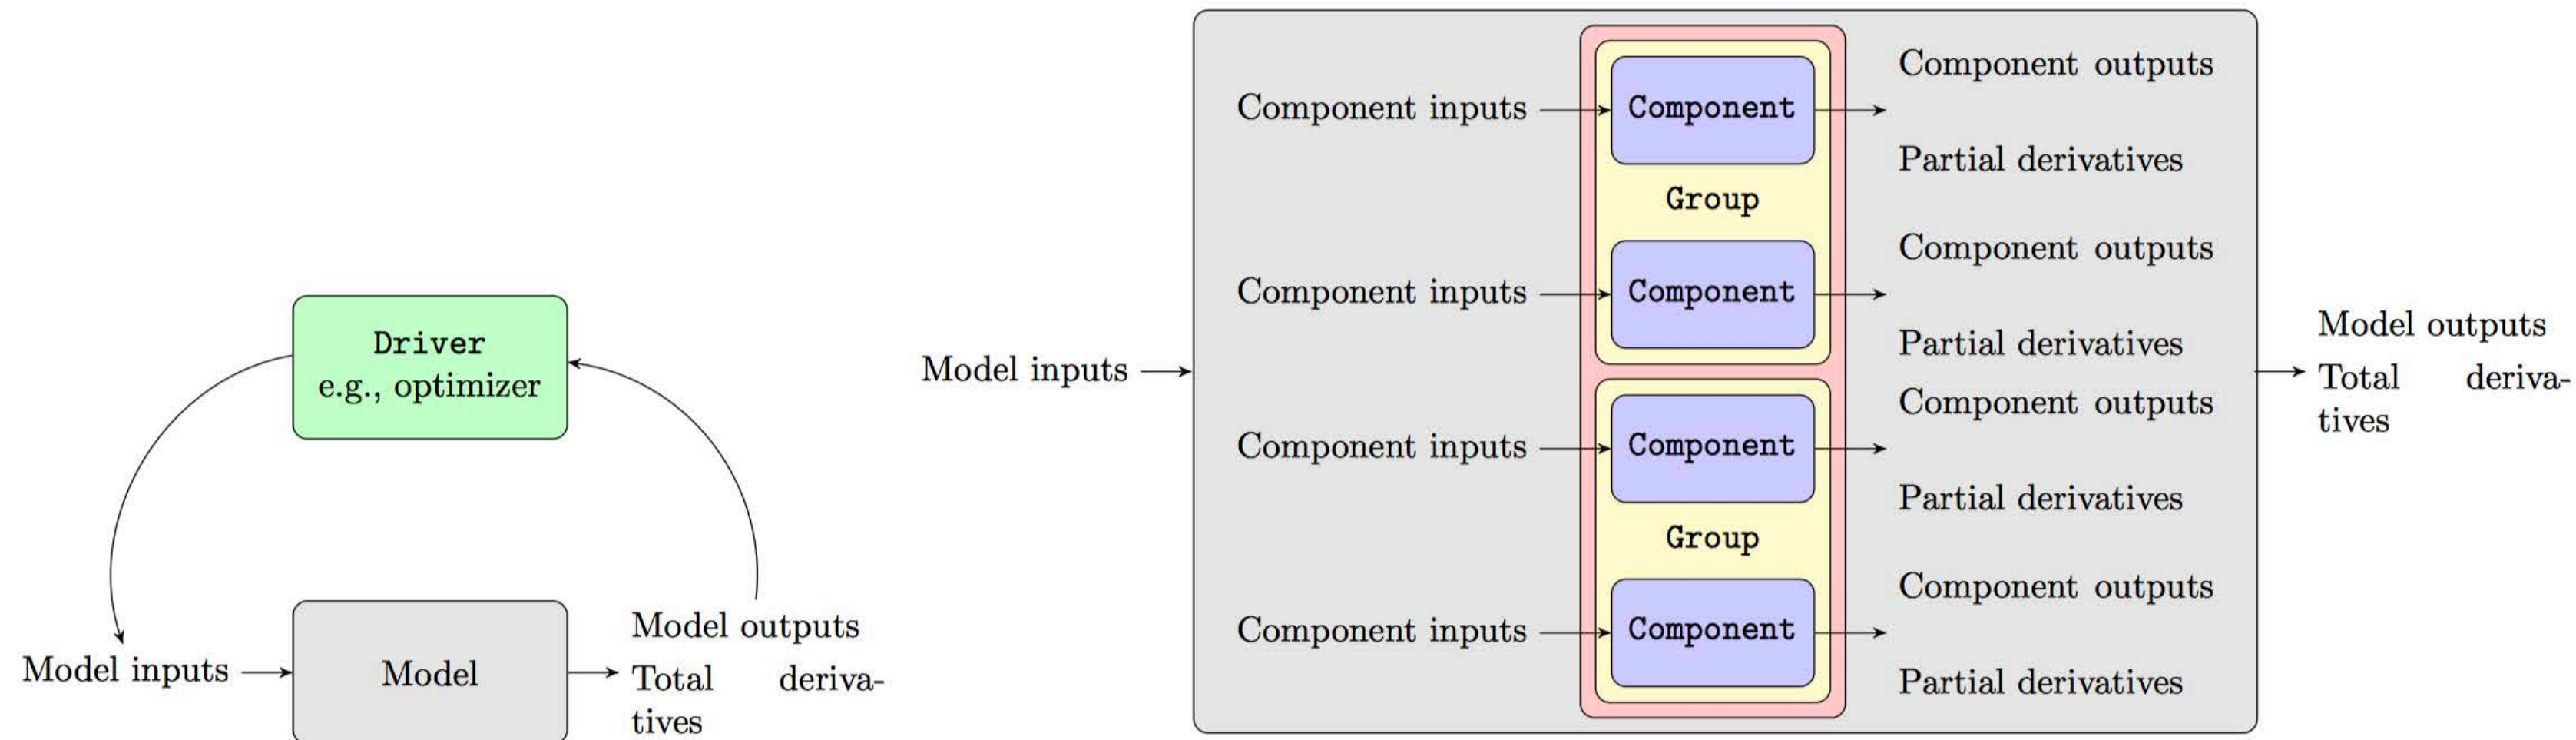 Driver
e.g., optimizer
Model inputs
Model
Model outputs
Total deriva-
tives
Model inputs
Component inputs
Component
Component outputs
Partial derivatives
Group
Component inputs
Component
Component outputs
Partial derivatives
Component inputs
Component
Component outputs
Partial derivatives
Group
Component inputs
Component
Component outputs
Partial derivatives
Model outputs
Total deriva-
tives